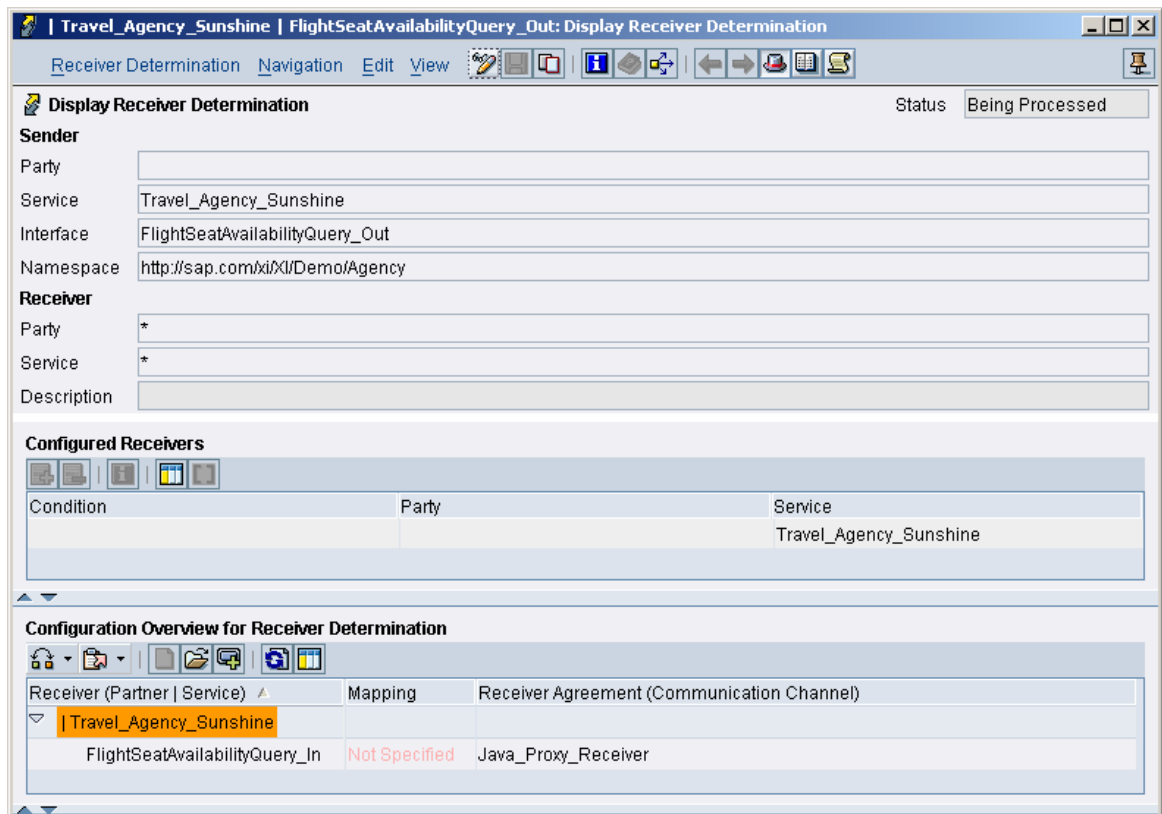 | Travel_Agency_Sunshine | FlightSeatAvailabilityQuery_Out: Display Receiver Determination
Receiver Determination Navigation Edit View
Display Receiver Determination Status Being Processed
Sender
Party
Service Travel_Agency_Sunshine
Interface FlightSeatAvailabilityQuery_Out
Namespace http://sap.com/xi/XI/Demo/Agency
Receiver
Party *
Service *
Description
Configured Receivers
Condition Party Service
Travel_Agency_Sunshine
Configuration Overview for Receiver Determination
Receiver (Partner | Service) Mapping Receiver Agreement (Communication Channel)
| Travel_Agency_Sunshine
FlightSeatAvailabilityQuery_In Not Specified Java_Proxy_Receiver